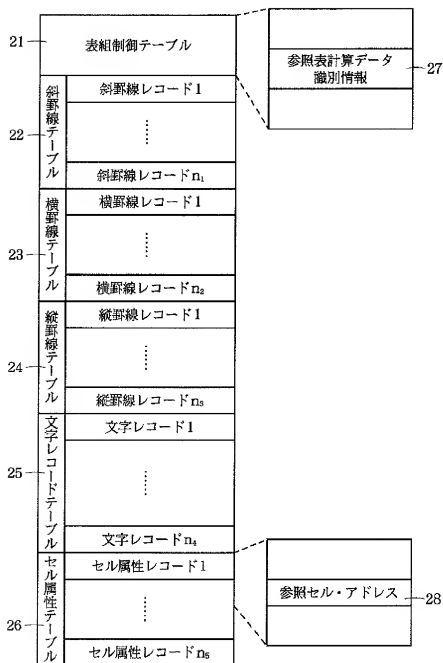 21
表組制御テーブル
参照表計算データ
識別情報
27
22
斜罫線テーブル
斜罫線レコード1
斜罫線レコードn₁
23
横罫線テーブル
横罫線レコード1
横罫線レコードn₂
24
縦罫線テーブル
縦罫線レコード1
縦罫線レコードn₃
25
文字レコードテーブル
文字レコード1
文字レコードn₄
26
セル属性テーブル
セル属性レコード1
セル属性レコードn₅
参照セル・アドレス
28